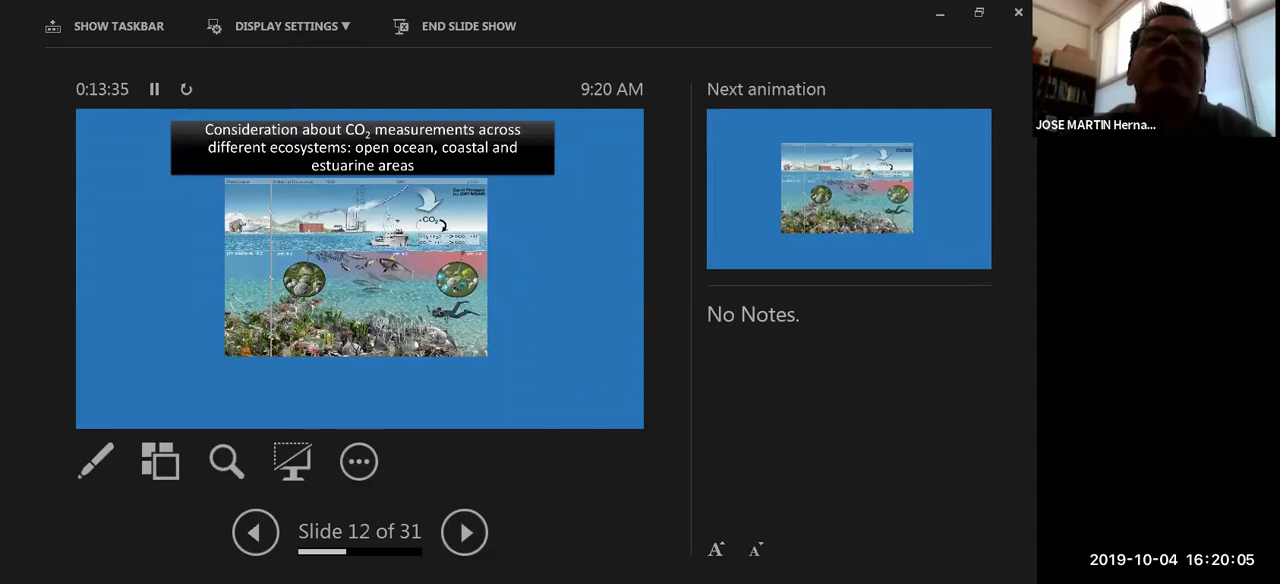 SHOW TASKBAR
DISPLAY SETTINGS ▼
END SLIDE SHOW
0:13:35
9:20 AM
Next animation
Consideration about CO₂ measurements across
different ecosystems: open ocean, coastal and
estuarine areas
CO₂
No Notes.
Slide 12 of 31
A A
JOSE MARTIN Herna...
2019-10-04 16:20:05